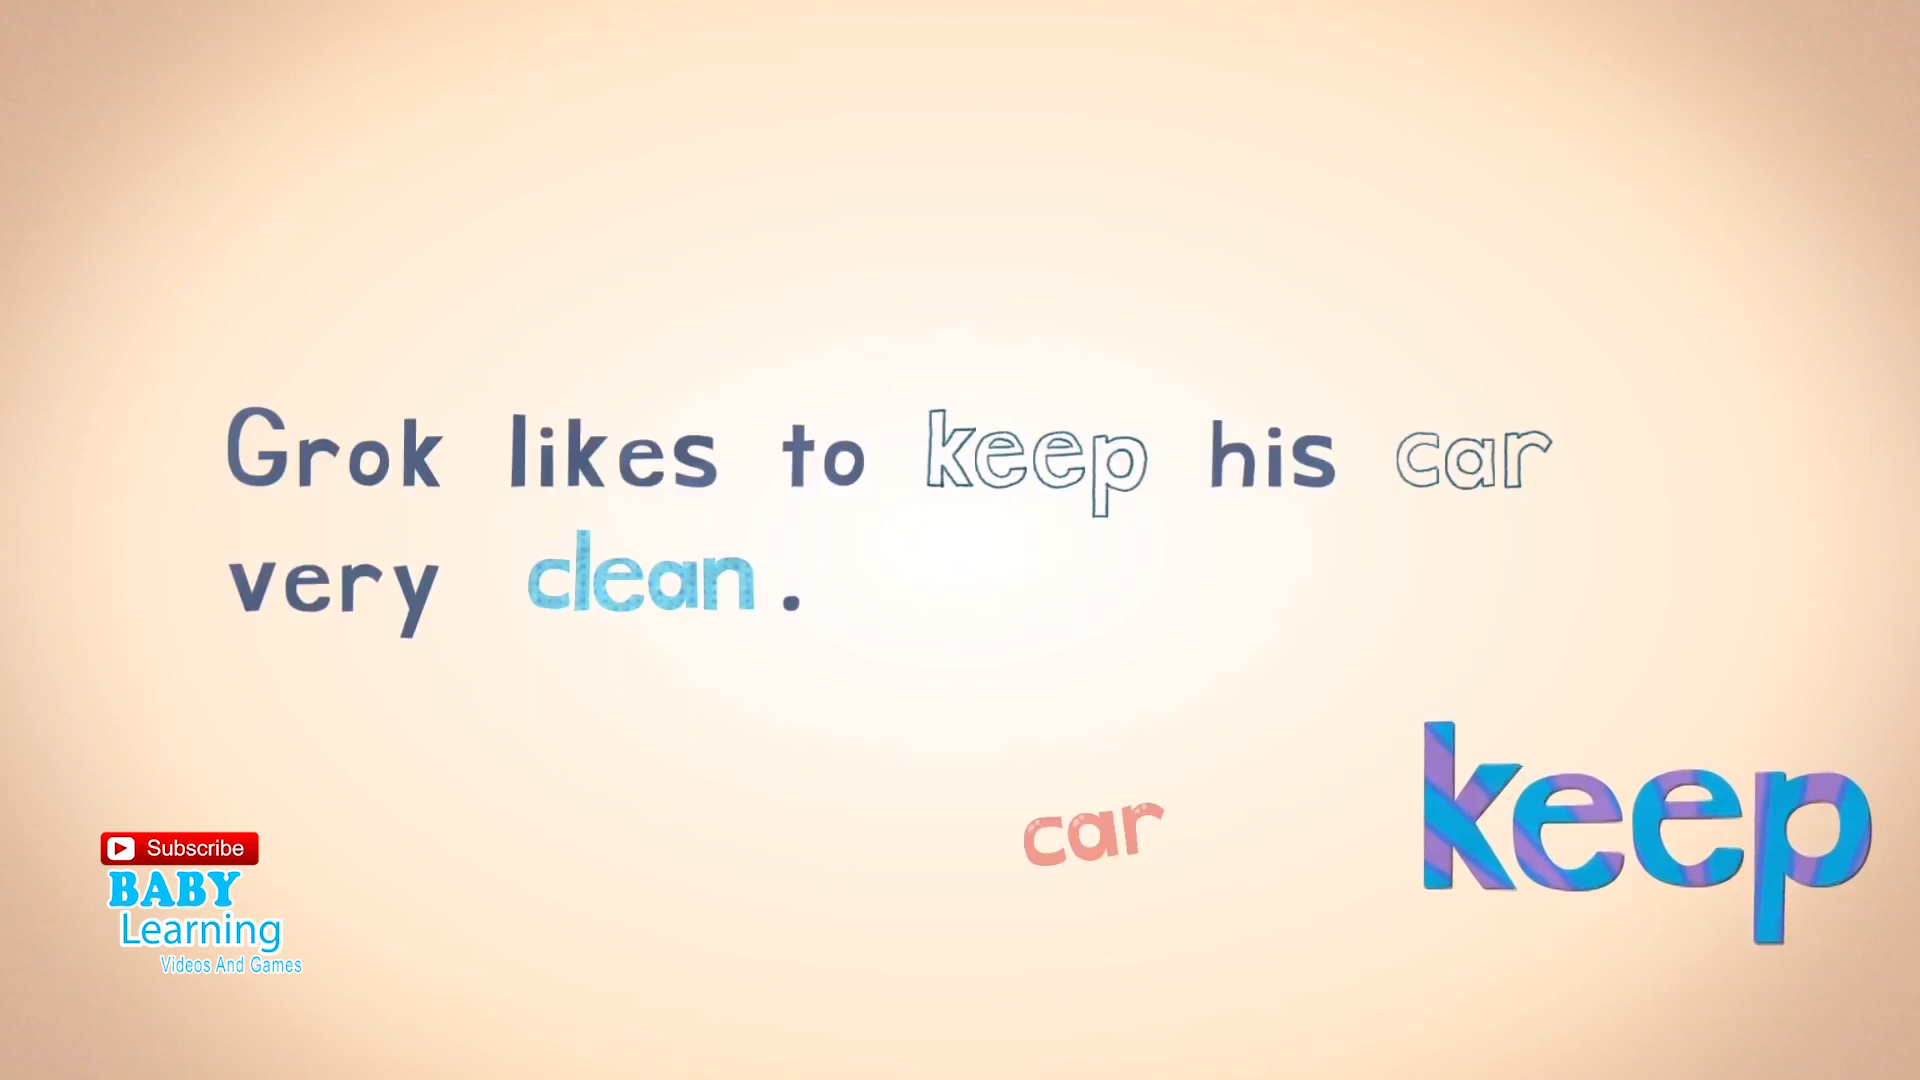 Grok likes to keep his car
very clean.
car
keep
Subscribe
BABY
Learning
Videos And Games